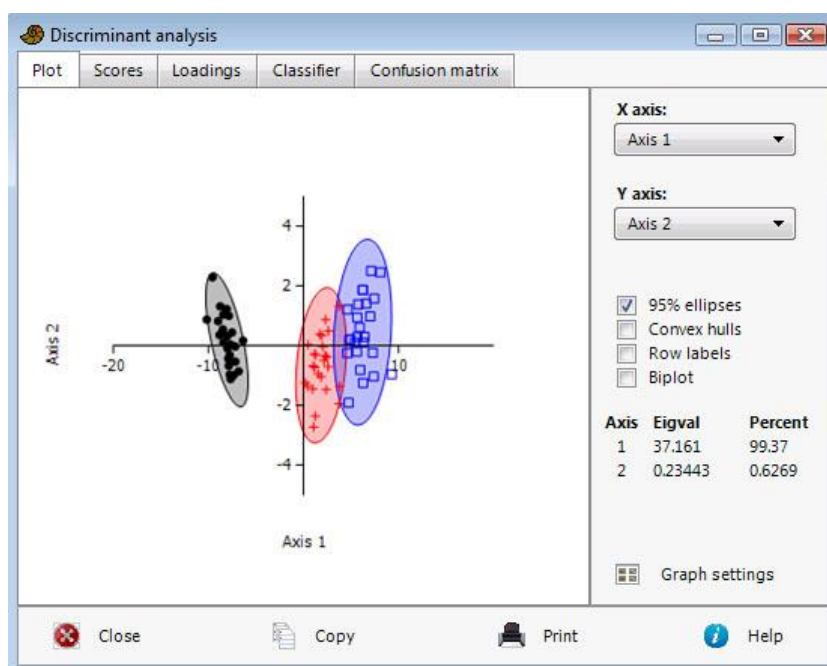 Discriminant analysis
Plot Scores Loadings Classifier Confusion matrix
X axis:
Axis 1
Y axis:
Axis 2
4
2
-20 -10 10
-2
-4
Axis 2
Axis 1
95% ellipses
Convex hulls
Row labels
Biplot
Axis Eigval Percent
1 37.161 99.37
2 0.23443 0.6269
Graph settings
Close Copy Print Help